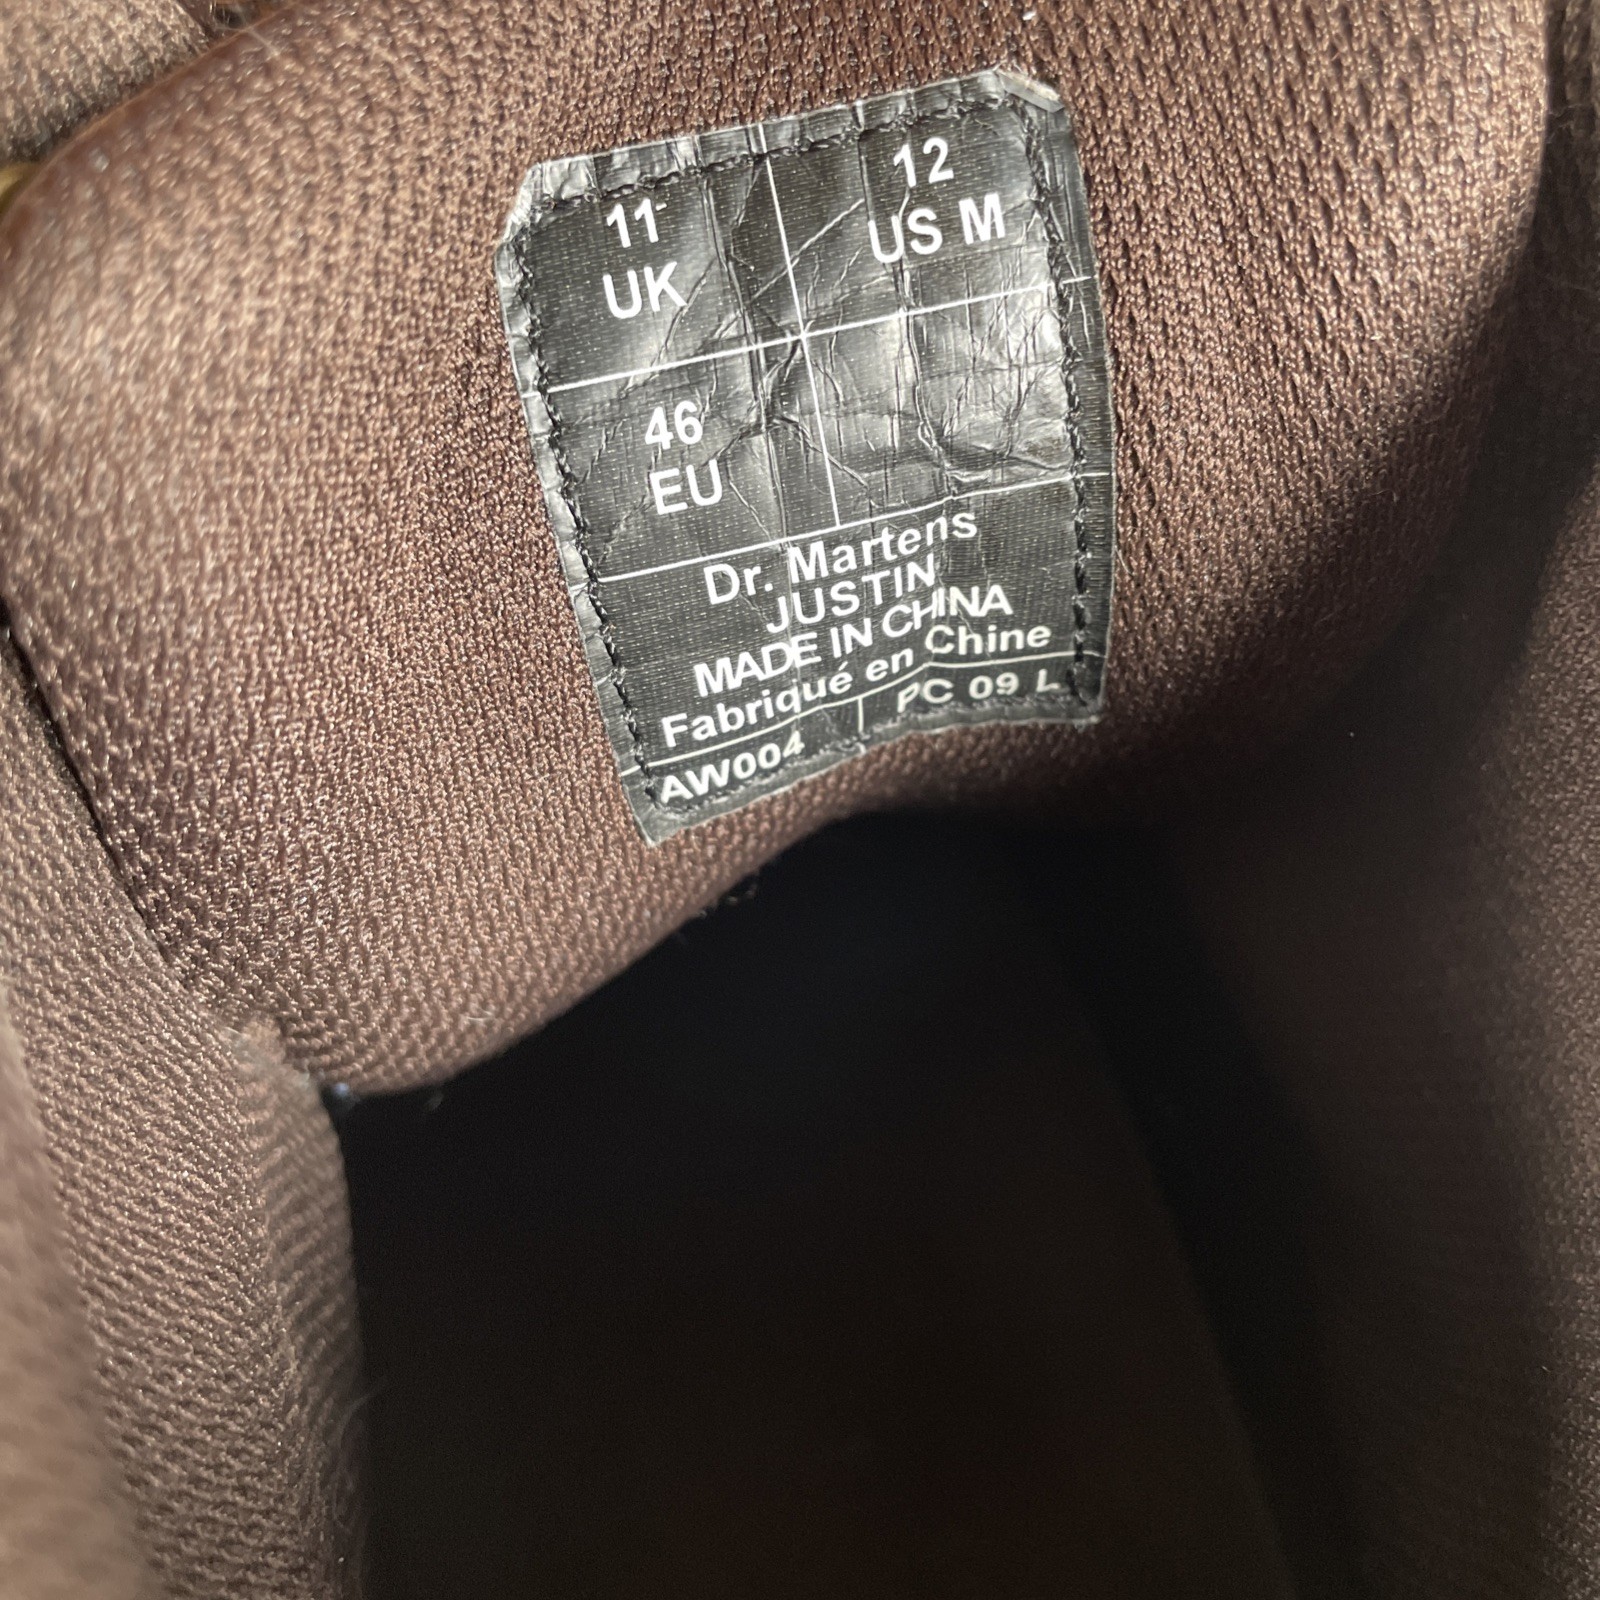 11
UK
12
US M
46
EU
Dr. Martens
JUSTIN
MADE IN CHINA
Fabriqué en Chine
AW004
PC 09 L